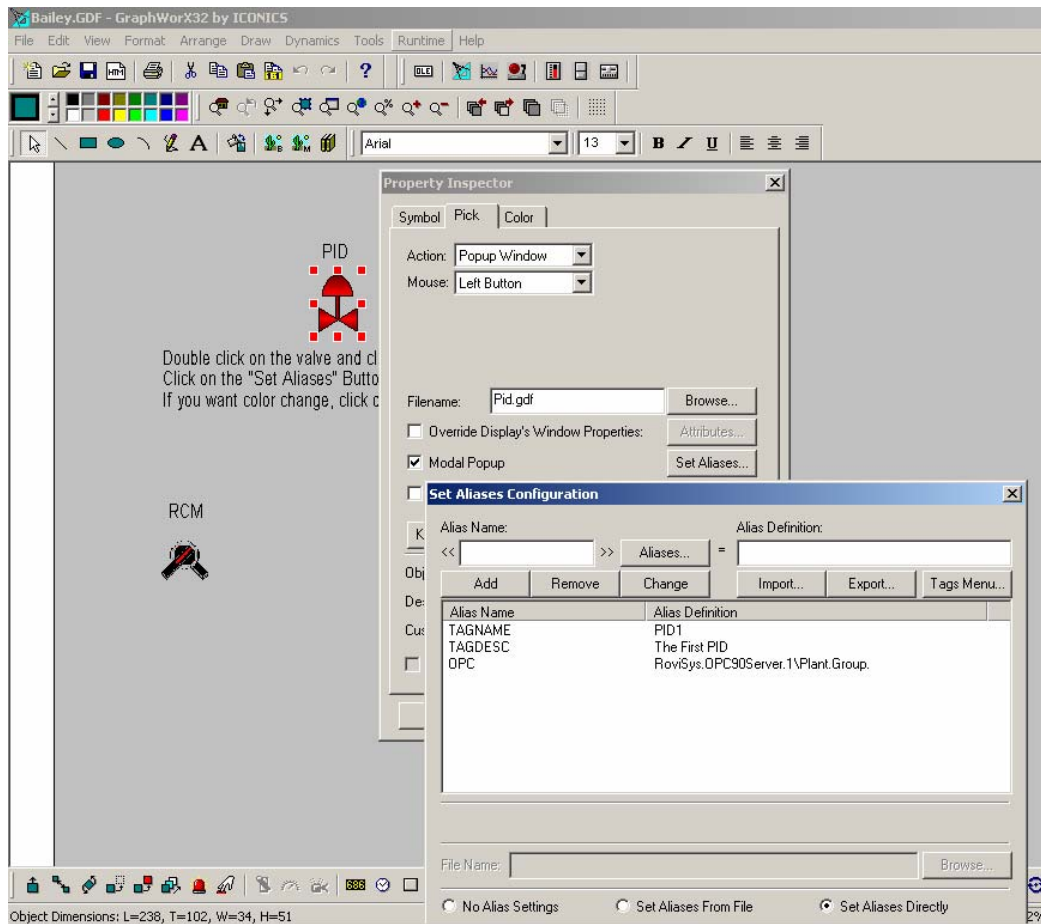 Bailey.GDF - GraphWorX32 by ICONICS
File Edit View Format Arrange Draw Dynamics Tools Runtime Help
Arial 13 B I U
Property Inspector
Symbol Pick Color
PID
Action: Popup Window
Mouse: Left Button
Double click on the valve and cl
Click on the "Set Aliases" Butto
If you want color change, click c
Filename: Pid.gdf Browse...
Override Display's Window Properties: Attributes...
Modal Popup Set Aliases...
Set Aliases Configuration
RCM
K
Alias Name: Alias Definition:
<< >> Aliases... =
Obj
Add Remove Change Import... Export... Tags Menu...
Des
Alias Name Alias Definition
Cus
TAGNAME PID1
TAGDESC The First PID
OPC RoviSys.OPC90Server.1\Plant.Group.
File Name: Browse...
No Alias Settings Set Aliases From File Set Aliases Directly
Object Dimensions: L=238, T=102, W=34, H=51